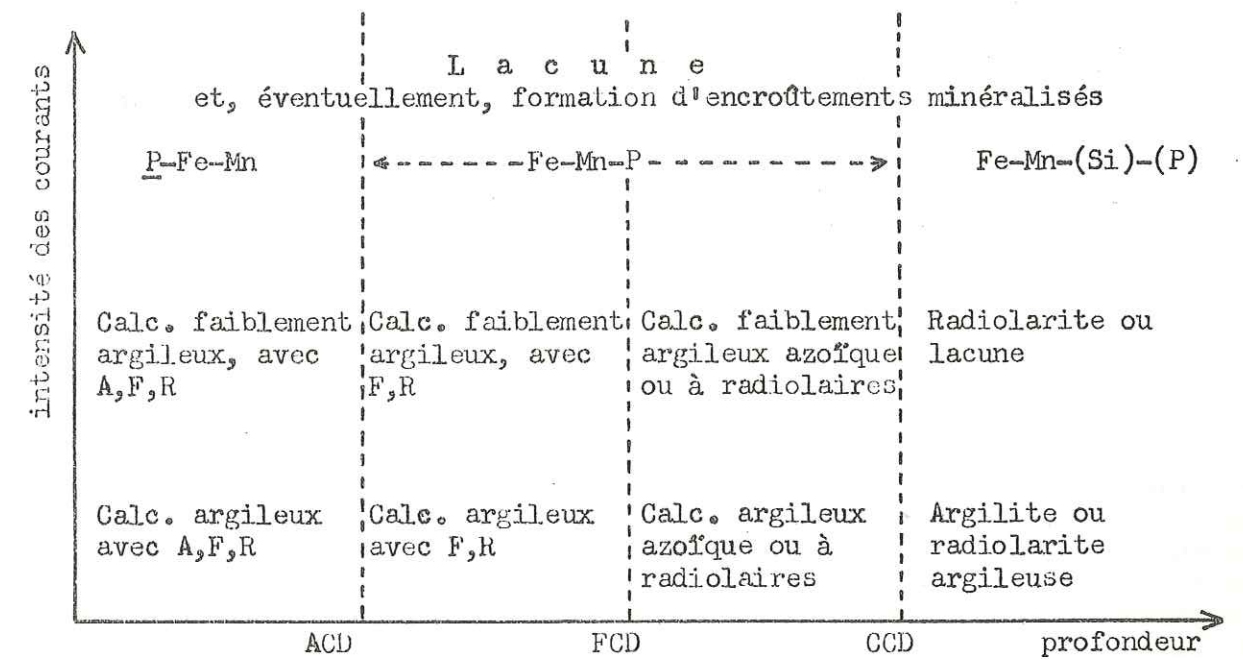 L a c u n e
et, éventuellement, formation d'encroûtements minéralisés
P-Fe-Mn
Fe-Mn-P
Fe-Mn-(Si)-(P)
intensité des courants
Calc. faiblement
argileux, avec
A,F,R
Calc. faiblement
argileux, avec
F,R
Calc. faiblement
argileux azoïque
ou à radiolaires
Radiolarite ou
lacune
Calc. argileux
avec A,F,R
Calc. argileux
avec F,R
Calc. argileux
azoïque ou à
radiolaires
Argilite ou
radiolarite
argileuse
ACD
FCD
CCD
profondeur